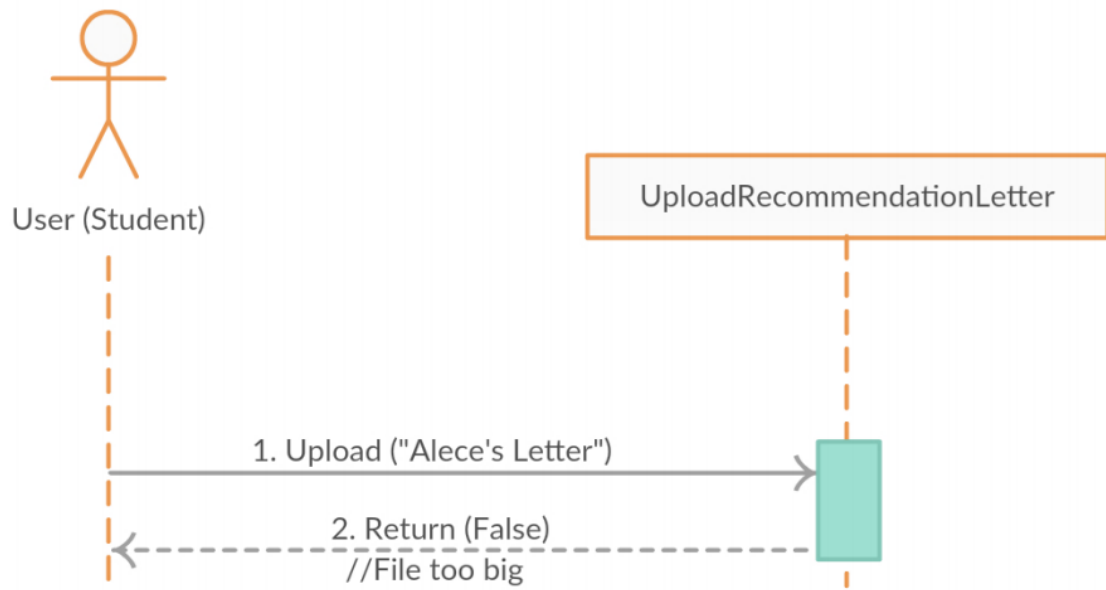 User (Student)
UploadRecommendationLetter
1. Upload ("Alece's Letter")
2. Return (False)
//File too big